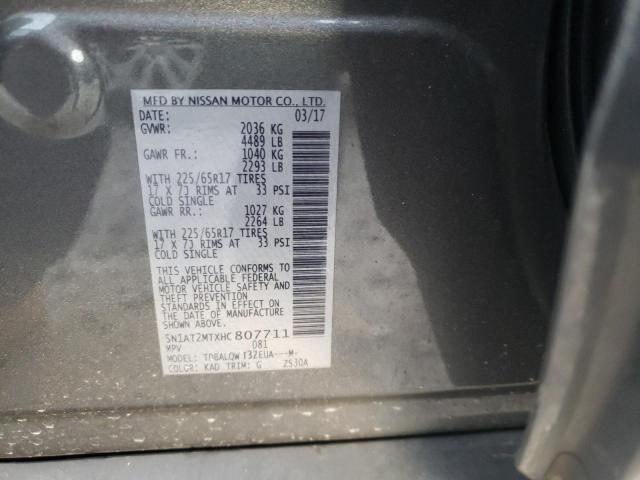 MFD BY NISSAN MOTOR CO., LTD.
DATE: 03/17
GVWR: 2036 KG
4489 LB
GAWR FR.: 1040 KG
2293 LB
WITH 225/65R17 TIRES
17 X 7J RIMS AT 33 PSI
COLD SINGLE
GAWR RR.: 1027 KG
2264 LB
WITH 225/65R17 TIRES
17 X 7J RIMS AT 33 PSI
COLD SINGLE
THIS VEHICLE CONFORMS TO
ALL APPLICABLE FEDERAL
MOTOR VEHICLE SAFETY AND
THEFT PREVENTION
STANDARDS IN EFFECT ON
THE DATE OF MANUFACTURE
SHOWN ABOVE.
5N1AT2MTXHC807711
MPV 081
MODEL:
COLOR: KAD TRIM: G 2530A